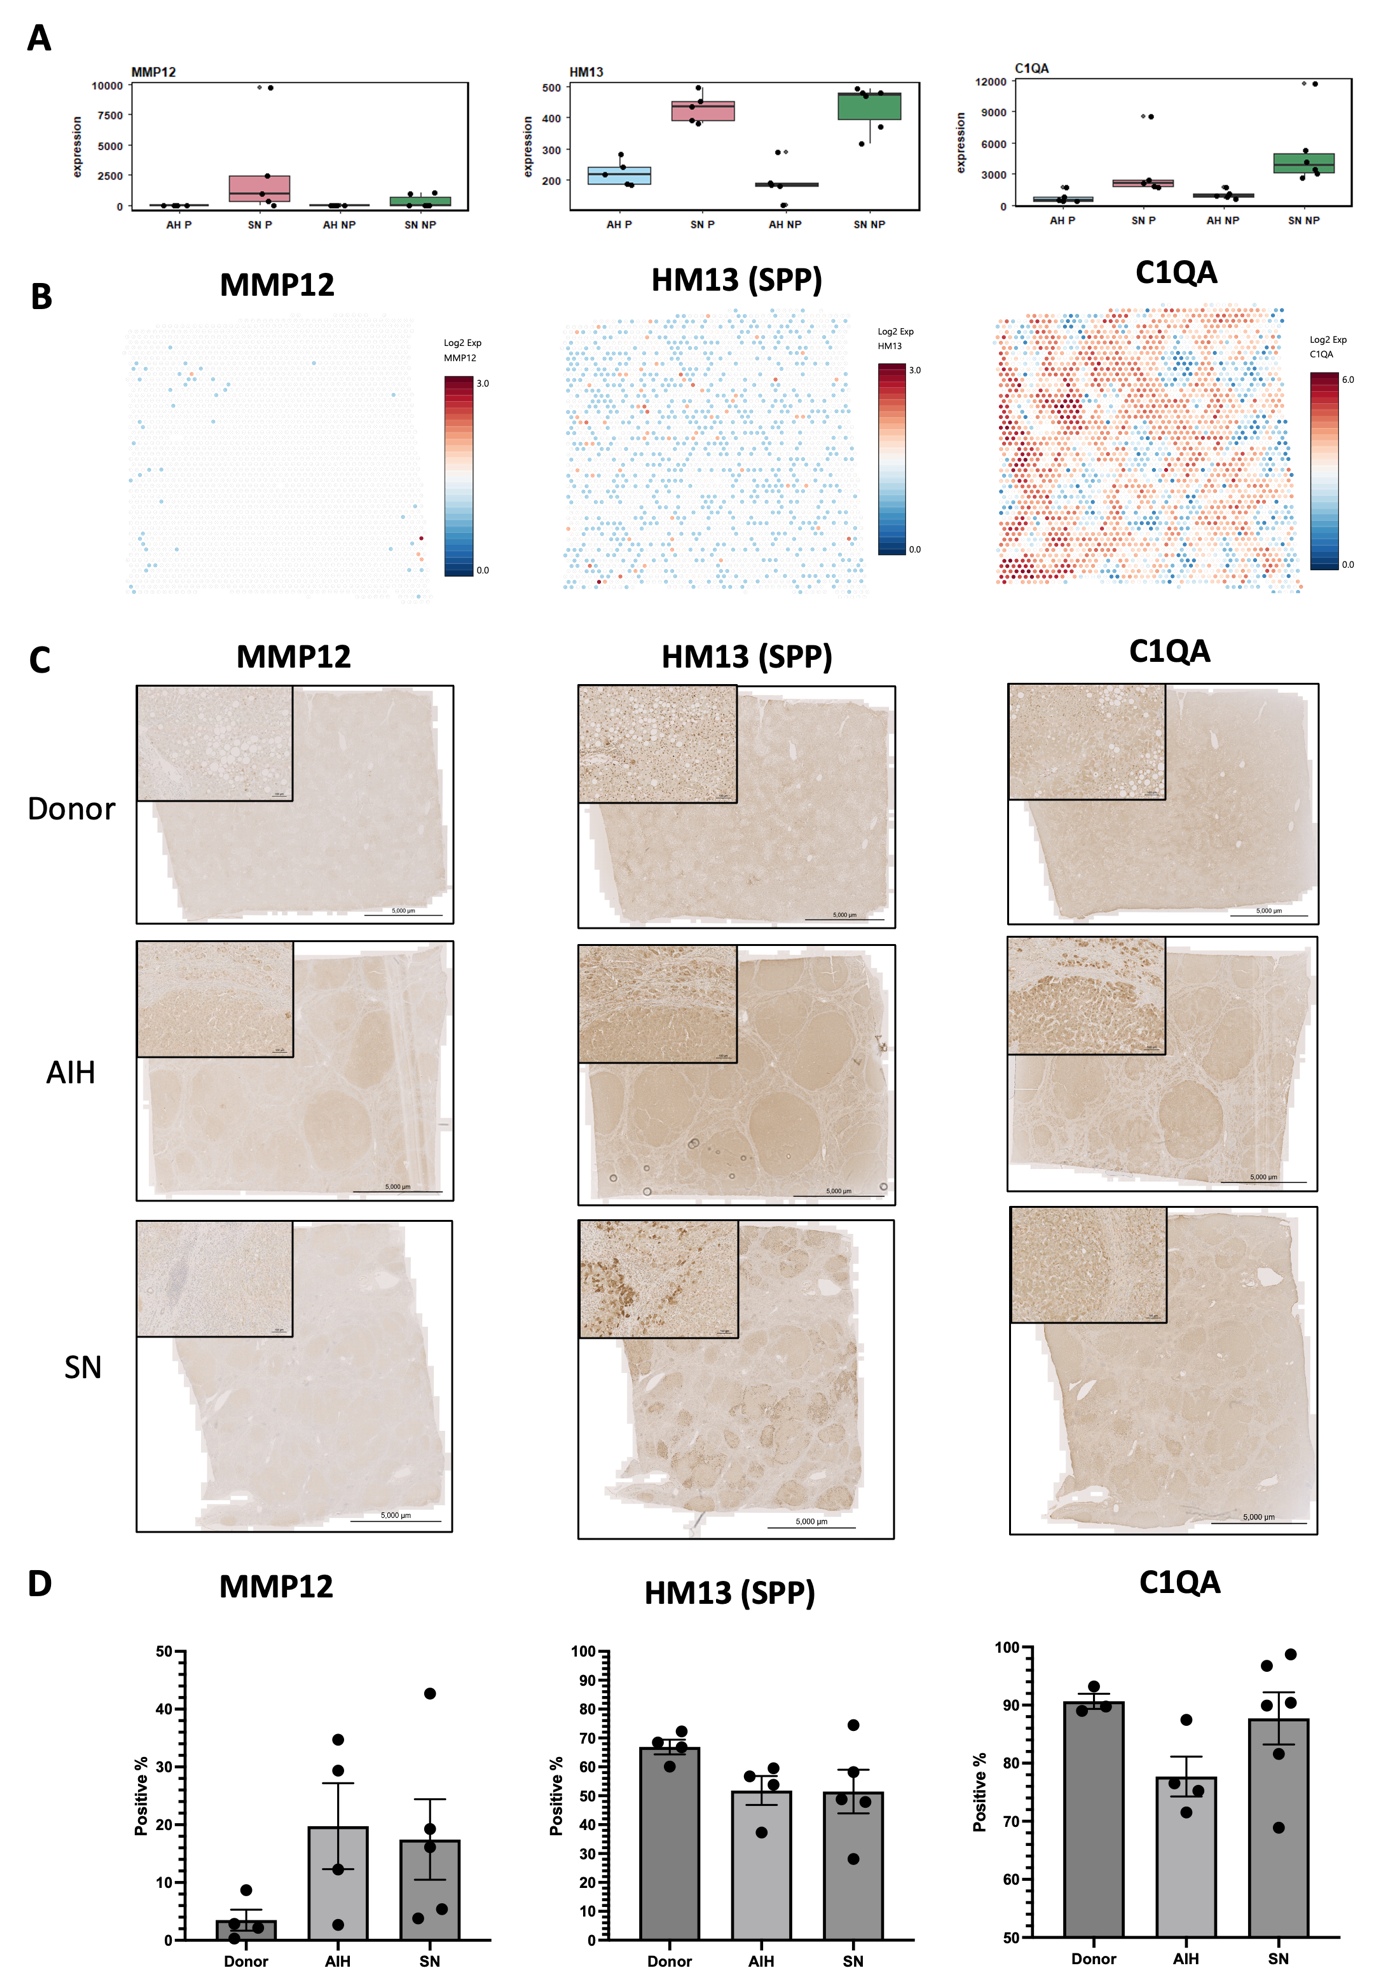 A
MMP12
10000
7500
5000
2500
0
expression
AH P
SN P
AH NP
SN NP
HM13
500
400
300
200
expression
AH P
SN P
AH NP
SN NP
C1QA
12000
9000
6000
3000
0
expression
AH P
SN P
AH NP
SN NP
B
MMP12
Log2 Exp
MMP12
3.0
0.0
HM13 (SPP)
Log2 Exp
HM13
3.0
0.0
C1QA
Log2 Exp
C1QA
6.0
0.0
C
MMP12
HM13 (SPP)
C1QA
Donor
5,000 µm
5,000 µm
5,000 µm
AIH
5,000 µm
5,000 µm
5,000 µm
SN
5,000 µm
5,000 µm
5,000 µm
D
MMP12
50
40
30
20
10
0
Positive %
Donor
AIH
SN
HM13 (SPP)
100
90
80
70
60
50
40
30
20
10
0
Positive %
Donor
AIH
SN
C1QA
100
90
80
70
60
50
Positive %
Donor
AIH
SN